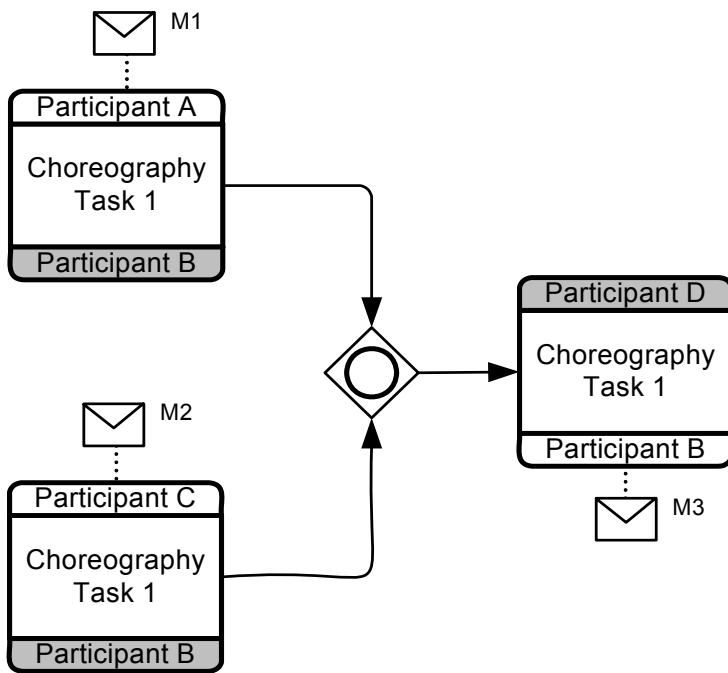 M1
Participant A
Choreography
Task 1
Participant B
M2
Participant C
Choreography
Task 1
Participant B
Participant D
Choreography
Task 1
Participant B
M3